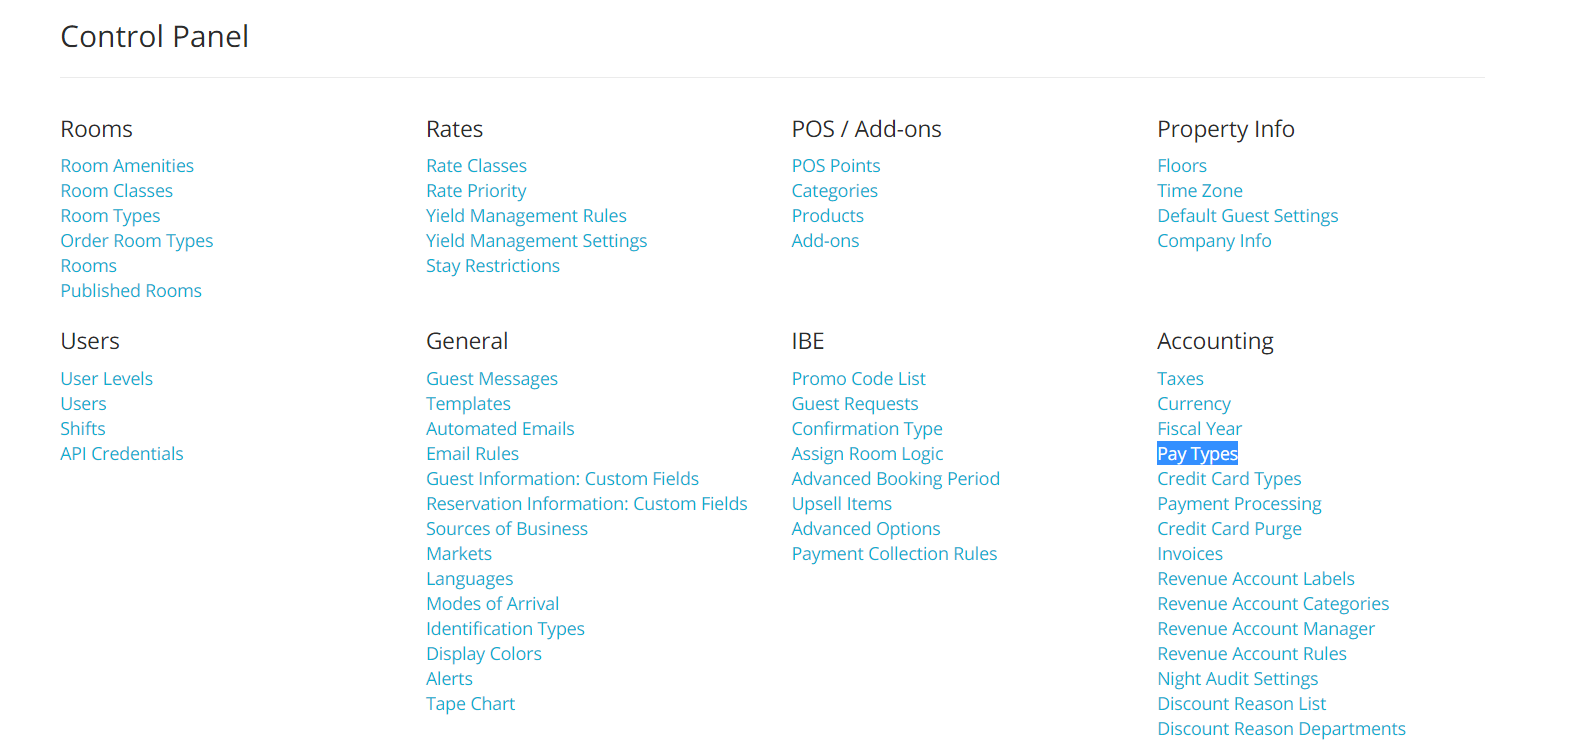 Control Panel
Rooms
Room Amenities
Room Classes
Room Types
Order Room Types
Rooms
Published Rooms
Rates
Rate Classes
Rate Priority
Yield Management Rules
Yield Management Settings
Stay Restrictions
POS / Add-ons
POS Points
Categories
Products
Add-ons
Property Info
Floors
Time Zone
Default Guest Settings
Company Info
Users
User Levels
Users
Shifts
API Credentials
General
Guest Messages
Templates
Automated Emails
Email Rules
Guest Information: Custom Fields
Reservation Information: Custom Fields
Sources of Business
Markets
Languages
Modes of Arrival
Identification Types
Display Colors
Alerts
Tape Chart
IBE
Promo Code List
Guest Requests
Confirmation Type
Assign Room Logic
Advanced Booking Period
Upsell Items
Advanced Options
Payment Collection Rules
Accounting
Taxes
Currency
Fiscal Year
Pay Types
Credit Card Types
Payment Processing
Credit Card Purge
Invoices
Revenue Account Labels
Revenue Account Categories
Revenue Account Manager
Revenue Account Rules
Night Audit Settings
Discount Reason List
Discount Reason Departments